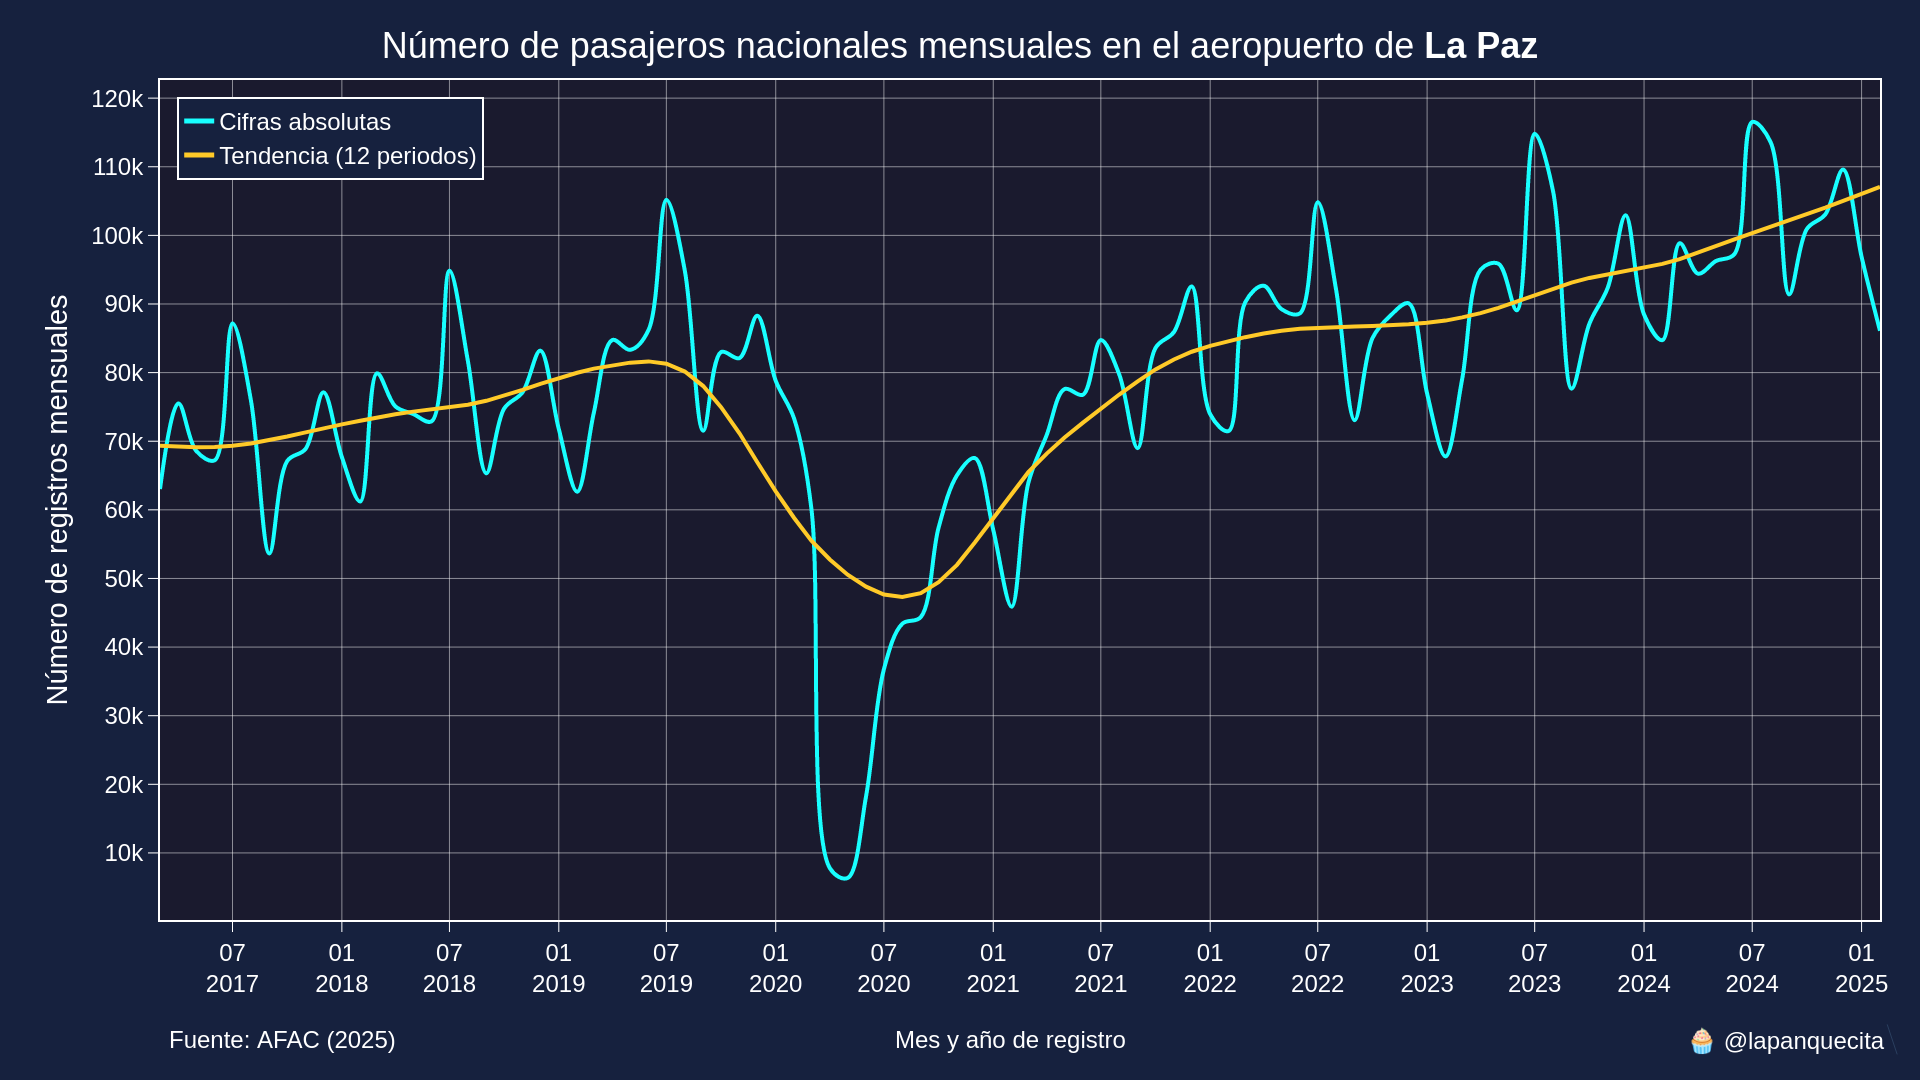 Número de pasajeros nacionales mensuales en el aeropuerto de La Paz
Cifras absolutas
Tendencia (12 periodos)
Número de registros mensuales
120k
110k
100k
90k
80k
70k
60k
50k
40k
30k
20k
10k
07 01 07 01 07 01 07 01 07 01 07 01 07 01 07 01
2017 2018 2018 2019 2019 2020 2020 2021 2021 2022 2022 2023 2023 2024 2024 2025
Fuente: AFAC (2025)
Mes y año de registro
🧁 @lapanquecita